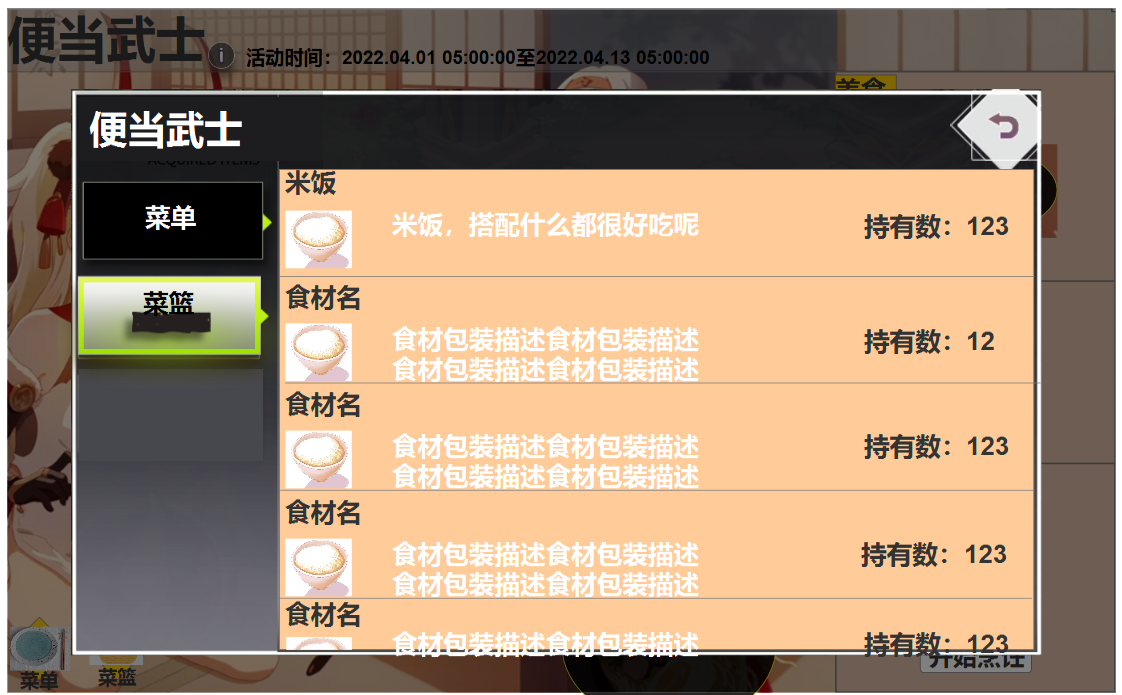 便当武士
i
活动时间：2022.04.01 05:00:00至2022.04.13 05:00:00
美食
便当武士
ACQUIRED ITEMS
菜单
菜篮
米饭
米饭，搭配什么都很好吃呢
持有数：123
食材名
食材包装描述食材包装描述
食材包装描述食材包装描述
持有数：12
食材名
食材包装描述食材包装描述
食材包装描述食材包装描述
持有数：123
食材名
食材包装描述食材包装描述
食材包装描述食材包装描述
持有数：123
食材名
食材包装描述食材包装描述
持有数：123
开始烹饪
菜单
菜篮